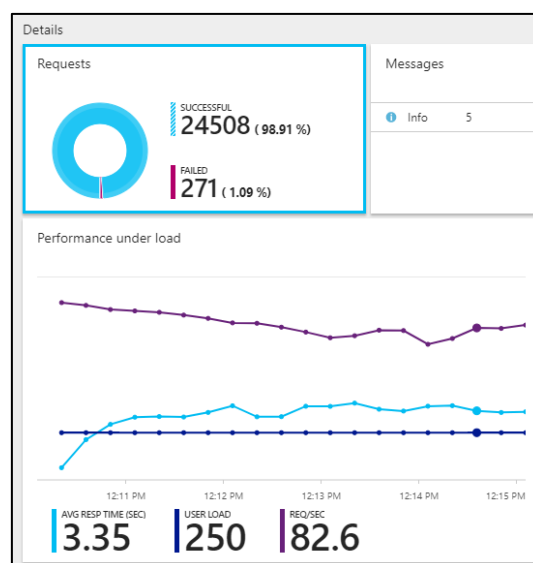 Details
Requests
SUCCESSFUL
24508 ( 98.91 %)
FAILED
271 ( 1.09 %)
Messages
Info 5
Performance under load
12:11 PM 12:12 PM 12:13 PM 12:14 PM 12:15 PM
AVG RESP TIME (SEC) USER LOAD REQ/SEC
3.35 250 82.6